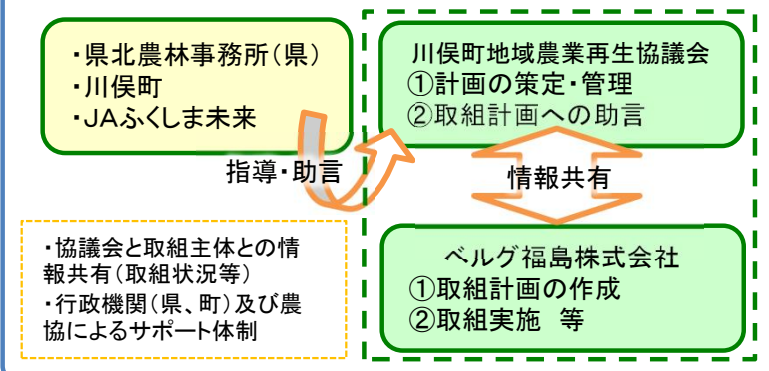 ・県北農林事務所（県）
・川俣町
・JAふくしま未来
川俣町地域農業再生協議会
①計画の策定・管理
②取組計画への助言
指導・助言
情報共有
・協議会と取組主体との情
報共有（取組状況等）
・行政機関（県、町）及び農
協によるサポート体制
ベルグ福島株式会社
①取組計画の作成
②取組実施 等